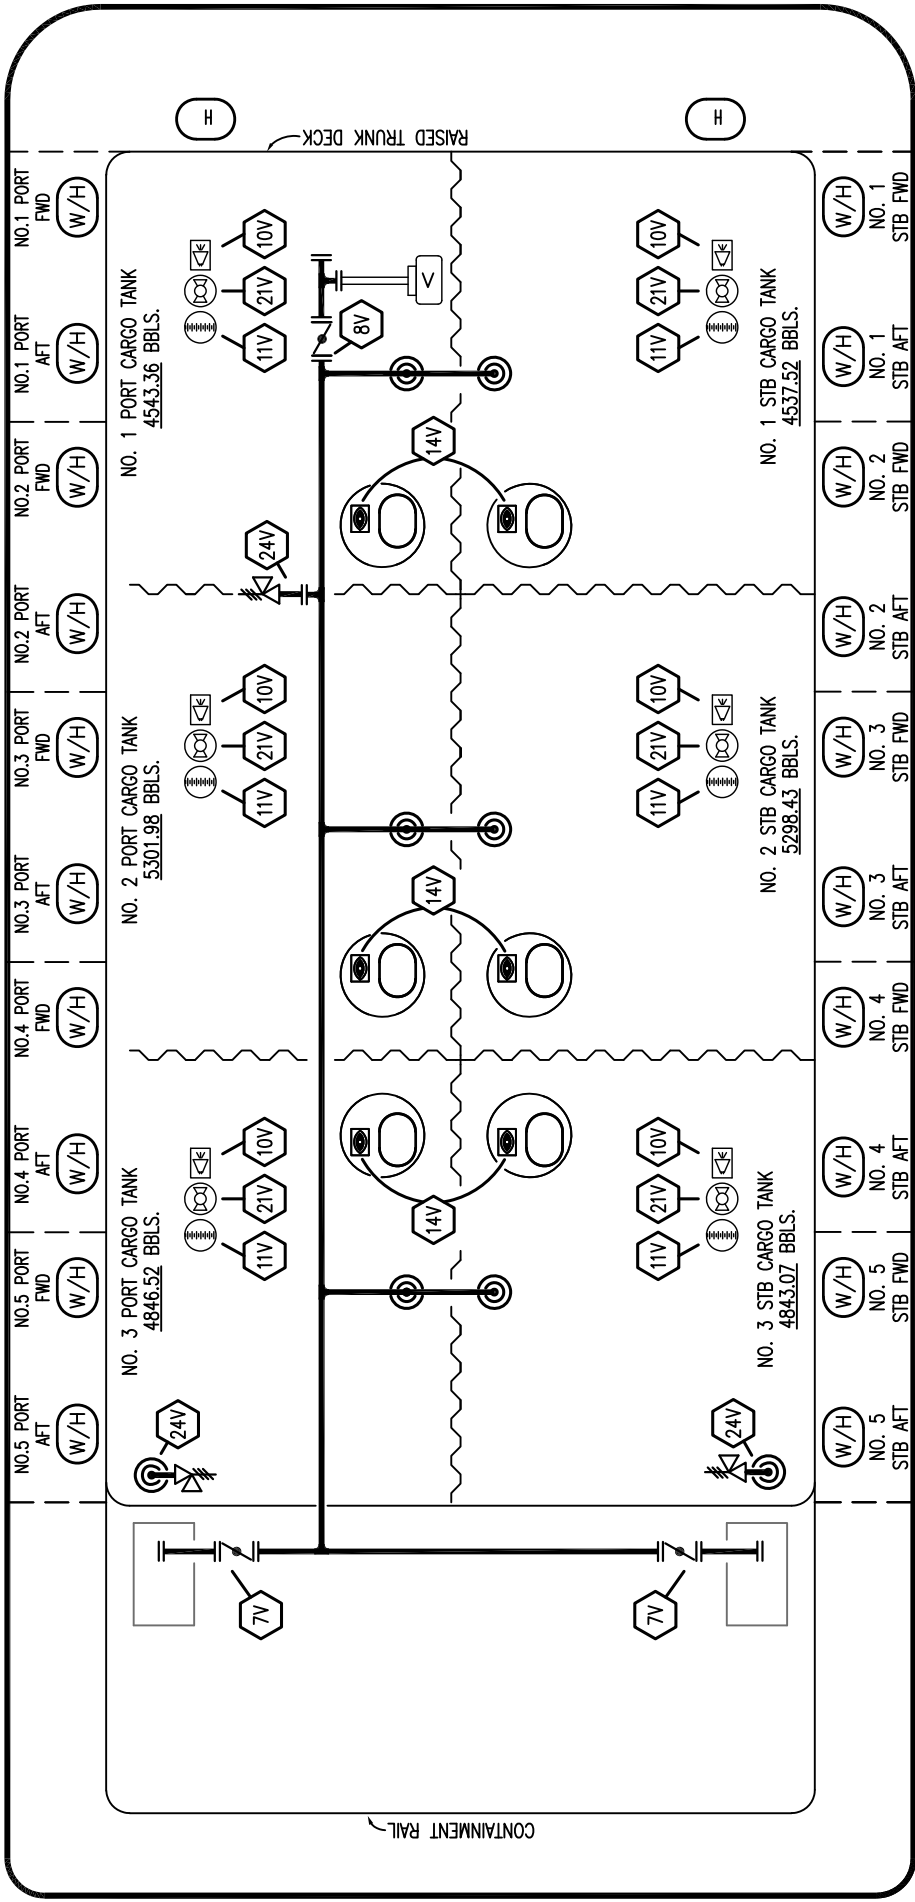 H
H
RAISED TRUNK DECK
NO.1 PORT
FWD
W/H
NO.1 PORT
AFT
W/H
NO.2 PORT
FWD
W/H
NO.2 PORT
AFT
W/H
NO.3 PORT
FWD
W/H
NO.3 PORT
AFT
W/H
NO.4 PORT
FWD
W/H
NO.4 PORT
AFT
W/H
NO.5 PORT
FWD
W/H
NO.5 PORT
AFT
W/H
NO. 1 PORT CARGO TANK
4543.36 BBLS.
10V
21V
11V
V
8V
14V
24V
NO. 2 PORT CARGO TANK
5301.98 BBLS.
10V
21V
11V
14V
NO. 3 PORT CARGO TANK
4846.52 BBLS.
10V
21V
11V
14V
24V
7V
10V
21V
11V
NO. 1 STB CARGO TANK
4537.52 BBLS.
10V
21V
11V
NO. 2 STB CARGO TANK
5298.43 BBLS.
10V
21V
11V
NO. 3 STB CARGO TANK
4843.07 BBLS.
24V
7V
W/H
NO. 1
STB FWD
W/H
NO. 1
STB AFT
W/H
NO. 2
STB FWD
W/H
NO. 2
STB AFT
W/H
NO. 3
STB FWD
W/H
NO. 3
STB AFT
W/H
NO. 4
STB FWD
W/H
NO. 4
STB AFT
W/H
NO. 5
STB FWD
W/H
NO. 5
STB AFT
CONTAINMENT RAIL